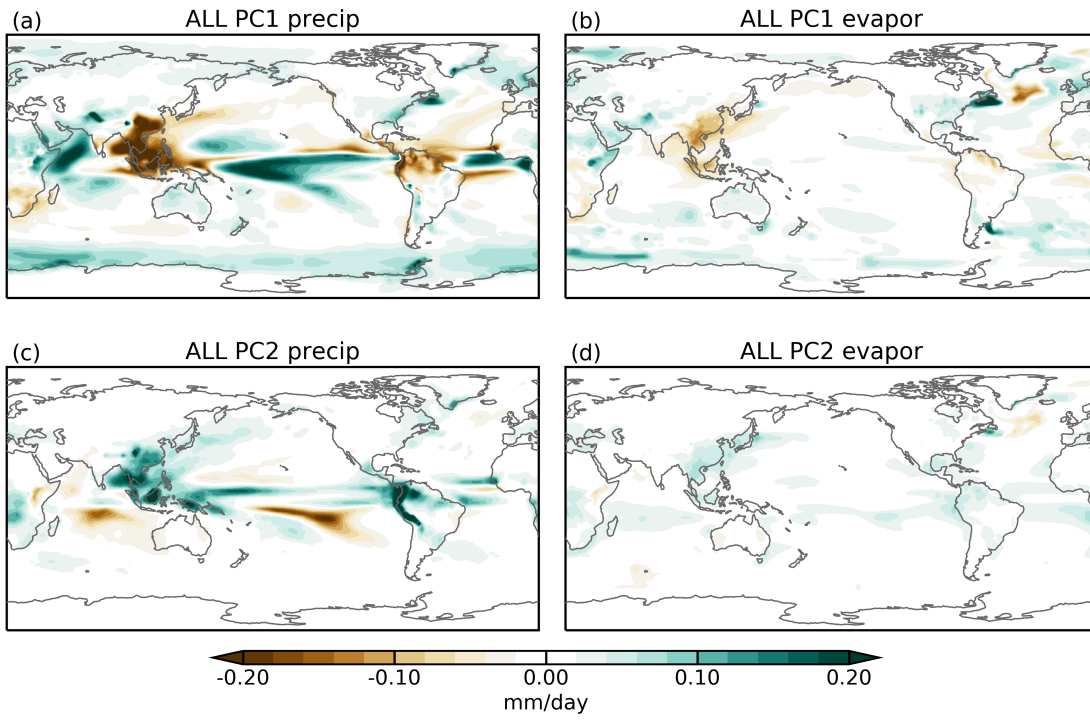 (a) ALL PC1 precip
(b) ALL PC1 evapor
(c) ALL PC2 precip
(d) ALL PC2 evapor
-0.20 -0.10 0.00 0.10 0.20
mm/day